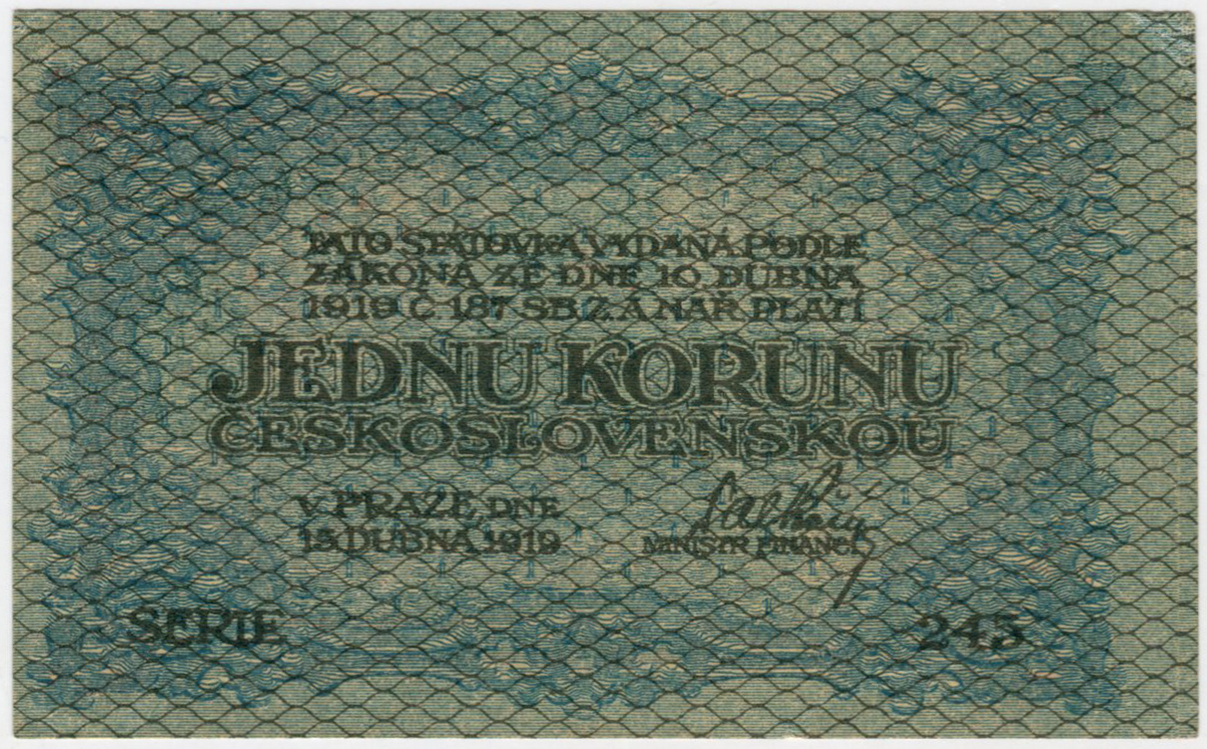 TATO STÁTOVKA VYDANÁ PODLE
ZÁKONA ZE DNE 10. DUBNA
1919 Č. 187 SB. Z. A NAŘ. PLATÍ
JEDNU KORUNU
ČESKOSLOVENSKOU
V PRAZE, DNE
15. DUBNA 1919
MINISTR FINANCÍ
SERIE
245